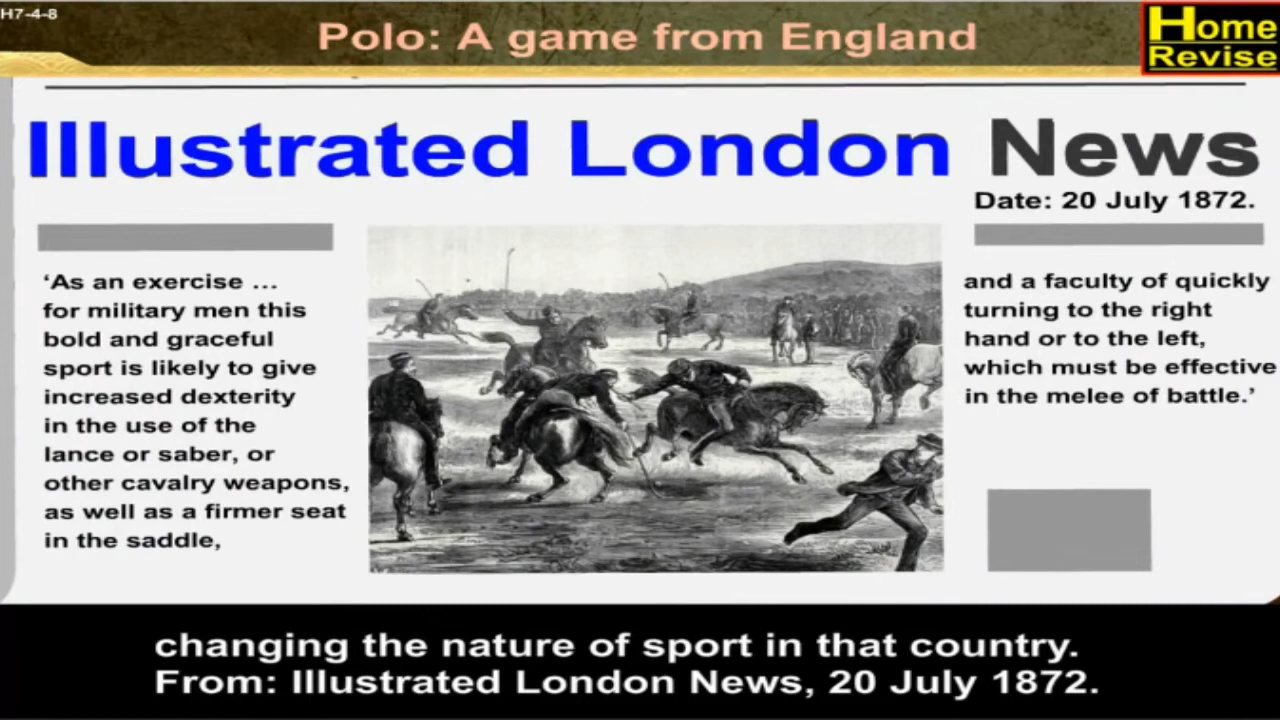 H7-4-8
Polo: A game from England
Home
Revise
Illustrated London News
Date: 20 July 1872.
‘As an exercise ...
for military men this
bold and graceful
sport is likely to give
increased dexterity
in the use of the
lance or saber, or
other cavalry weapons,
as well as a firmer seat
in the saddle,
and a faculty of quickly
turning to the right
hand or to the left,
which must be effective
in the melee of battle.’
changing the nature of sport in that country.
From: Illustrated London News, 20 July 1872.